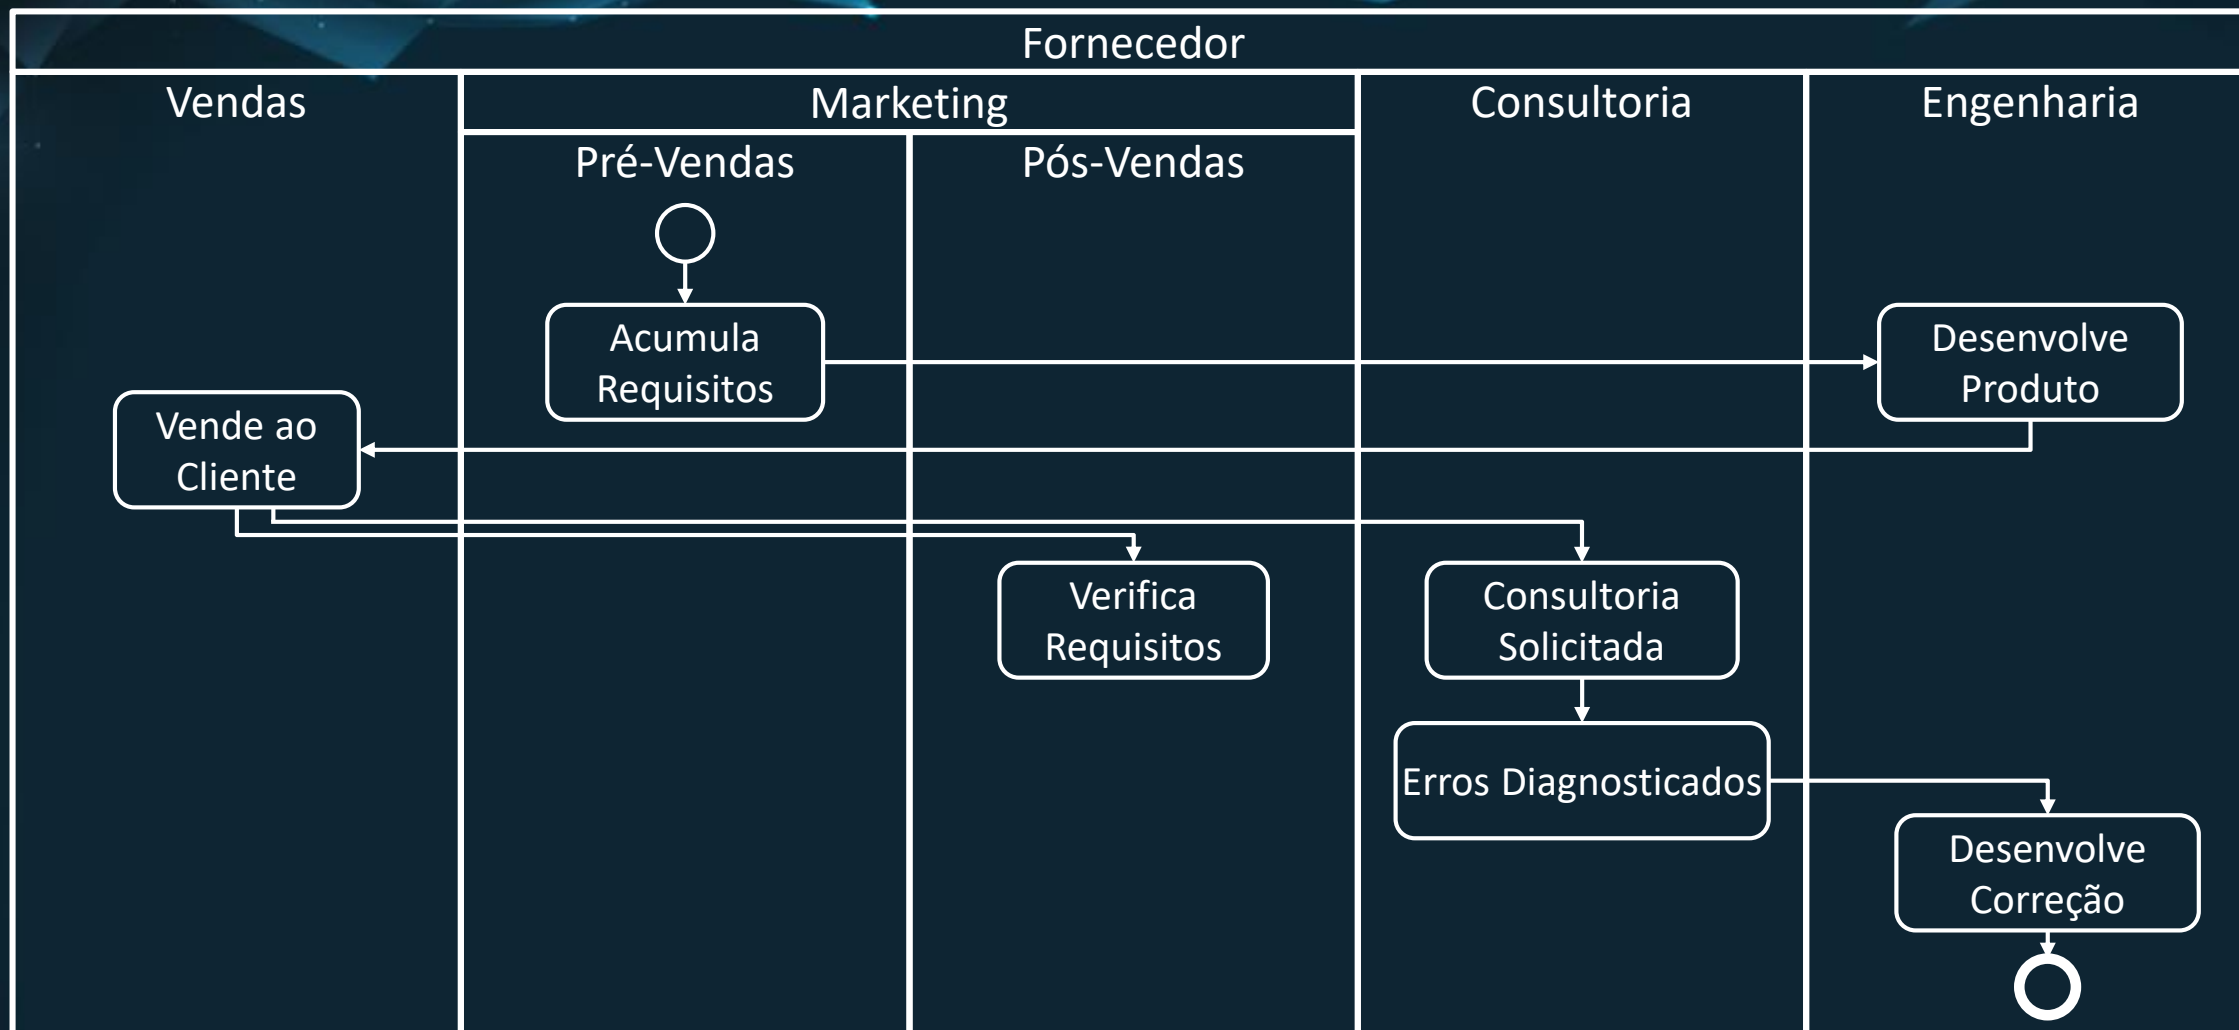 Fornecedor
Vendas
Marketing
Consultoria
Engenharia
Pré-Vendas
Pós-Vendas
Acumula
Requisitos
Desenvolve
Produto
Vende ao
Cliente
Verifica
Requisitos
Consultoria
Solicitada
Erros Diagnosticados
Desenvolve
Correção